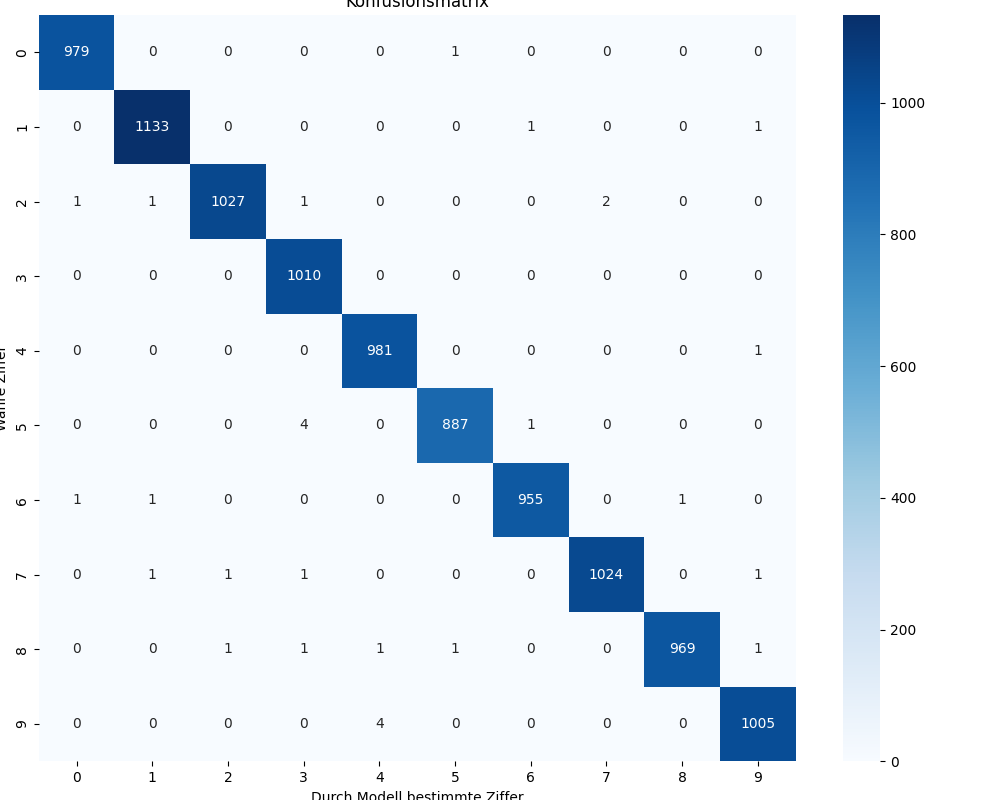 Konfusionsmatrix
0 979 0 0 0 0 1 0 0 0 0
1 0 1133 0 0 0 0 1 0 0 1
2 1 1 1027 1 0 0 0 2 0 0
3 0 0 0 1010 0 0 0 0 0 0
4 0 0 0 0 981 0 0 0 0 1
5 0 0 0 4 0 887 1 0 0 0
6 1 1 0 0 0 0 955 0 1 0
7 0 1 1 1 0 0 0 1024 0 1
8 0 0 1 1 1 1 0 0 969 1
9 0 0 0 0 4 0 0 0 0 1005
0 1 2 3 4 5 6 7 8 9
Durch Modell bestimmte Ziffer
Wahre Ziffer
1000
800
600
400
200
0